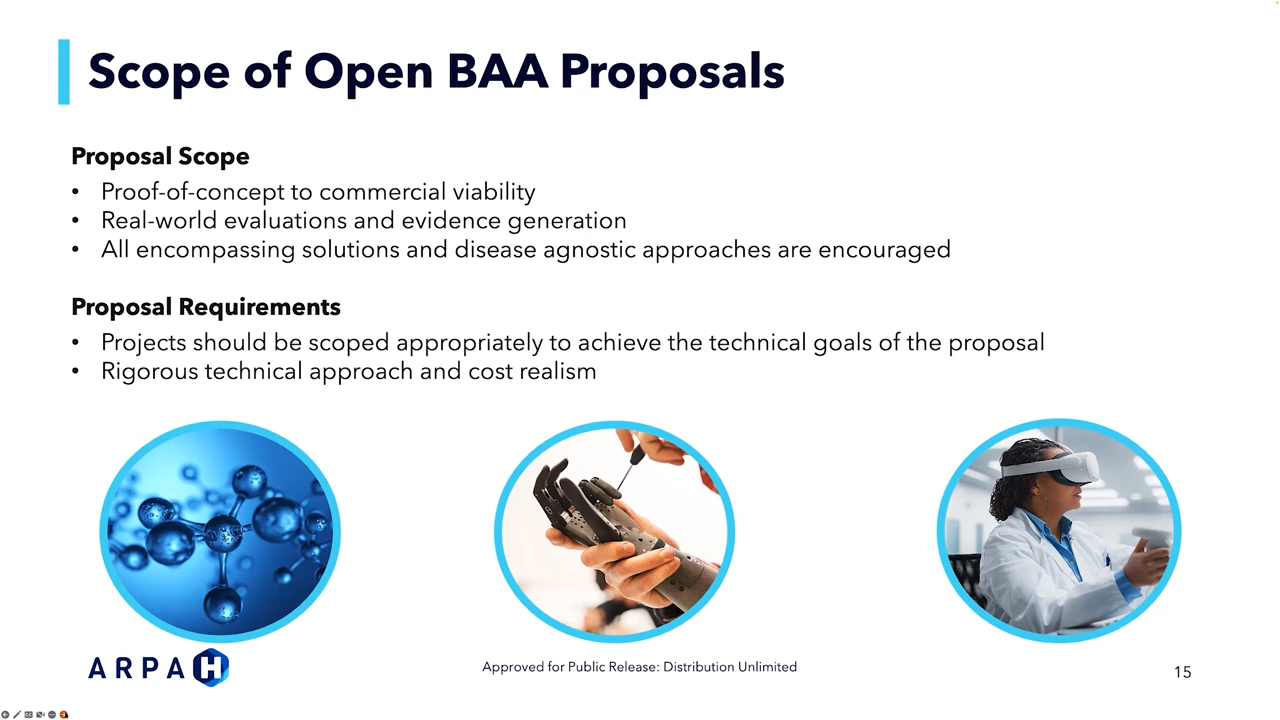 Scope of Open BAA Proposals
Proposal Scope
• Proof-of-concept to commercial viability
• Real-world evaluations and evidence generation
• All encompassing solutions and disease agnostic approaches are encouraged
Proposal Requirements
• Projects should be scoped appropriately to achieve the technical goals of the proposal
• Rigorous technical approach and cost realism
ARPA H
Approved for Public Release: Distribution Unlimited
15